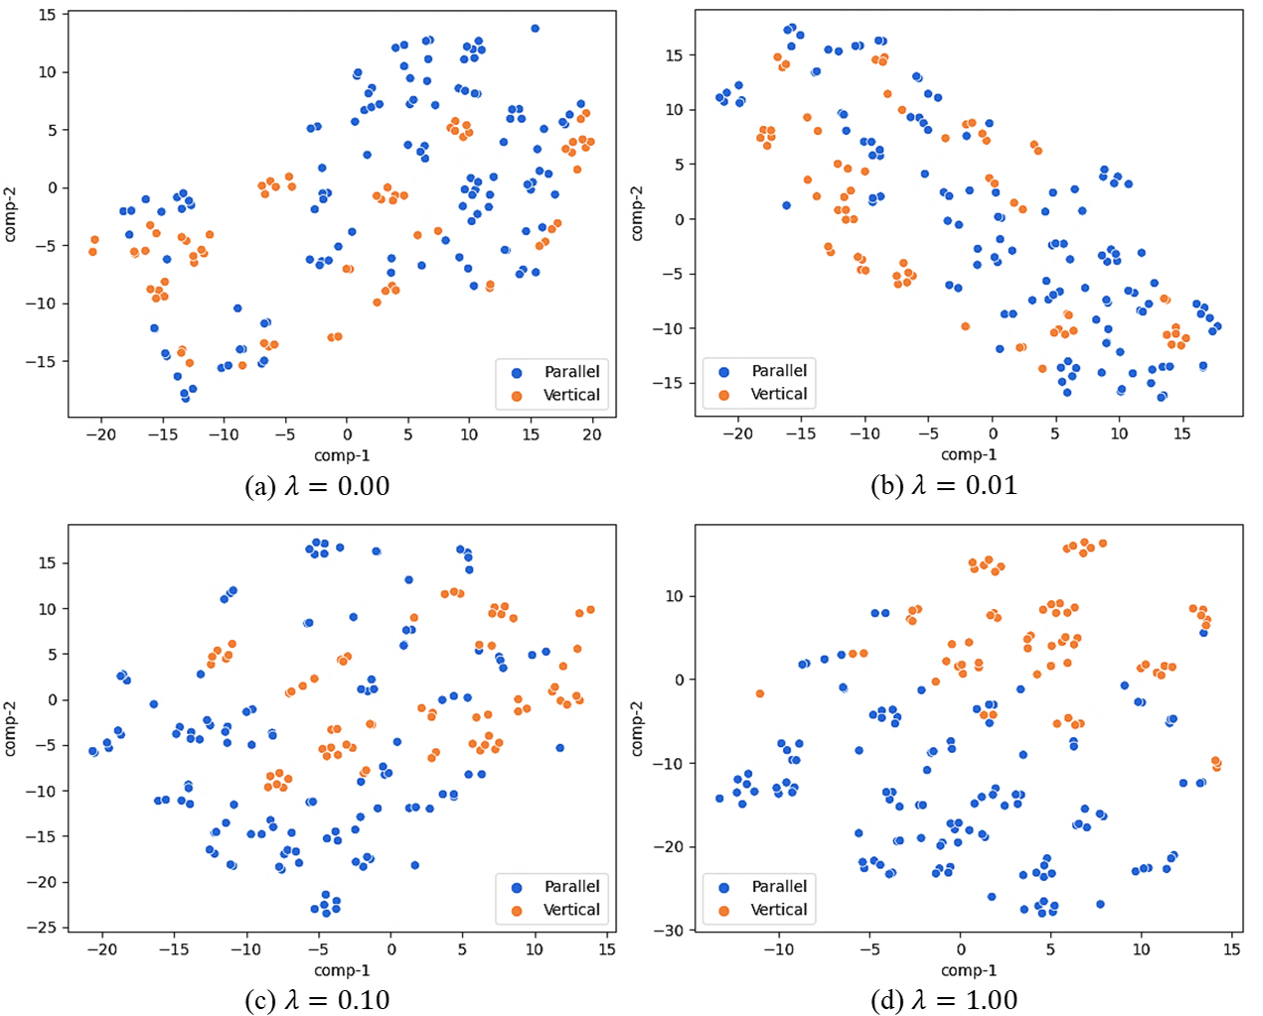 15
10
5
0
−5
−10
−15
comp-2
−20 −15 −10 −5 0 5 10 15 20
comp-1
Parallel
Vertical
(a) λ = 0.00
15
10
5
0
−5
−10
−15
comp-2
−20 −15 −10 −5 0 5 10 15
comp-1
Parallel
Vertical
(b) λ = 0.01
15
10
5
0
−5
−10
−15
−20
−25
comp-2
−20 −15 −10 −5 0 5 10 15
comp-1
Parallel
Vertical
(c) λ = 0.10
10
0
−10
−20
−30
comp-2
−10 −5 0 5 10 15
comp-1
Parallel
Vertical
(d) λ = 1.00